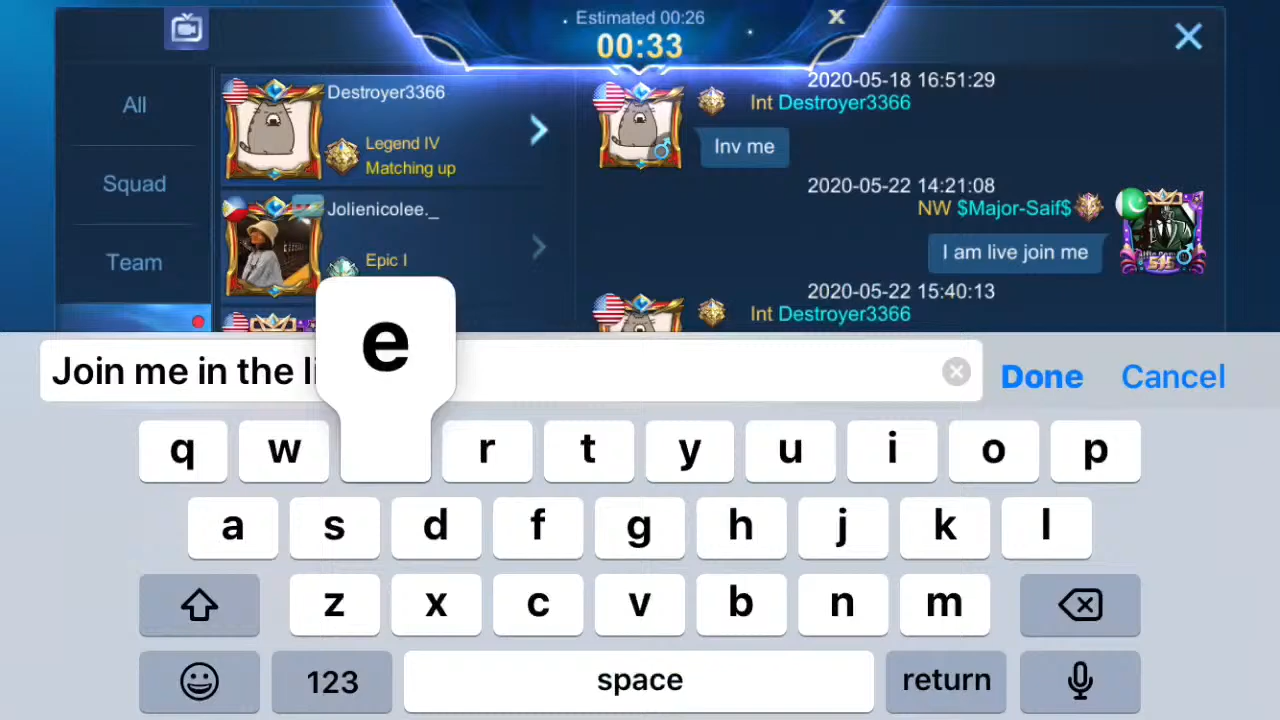 Estimated 00:26
00:33
All
Squad
Team
Destroyer3366
Legend IV
Matching up
Jolienicolee._
Epic I
2020-05-18 16:51:29
Int Destroyer3366
Inv me
2020-05-22 14:21:08
NW $Major-Saif$
I am live join me
515
2020-05-22 15:40:13
Int Destroyer3366
Join me in the li
Done
Cancel
e
q w r t y u i o p
a s d f g h j k l
z x c v b n m
123 space return